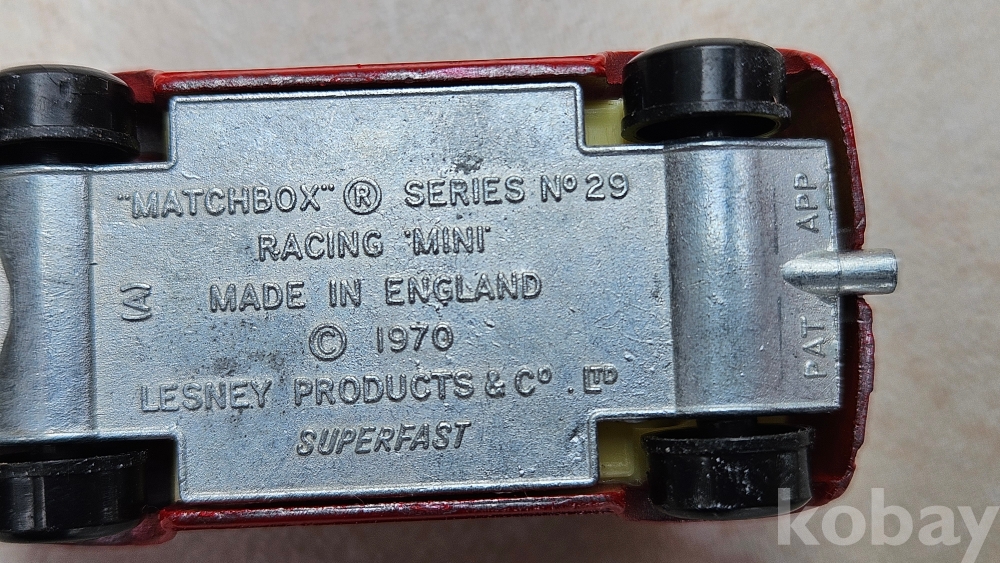 "MATCHBOX" ® SERIES Nº 29
RACING "MINI"
MADE IN ENGLAND
© 1970
LESNEY PRODUCTS & Cº. LTD
SUPERFAST
(A)
PAT APP
kobay